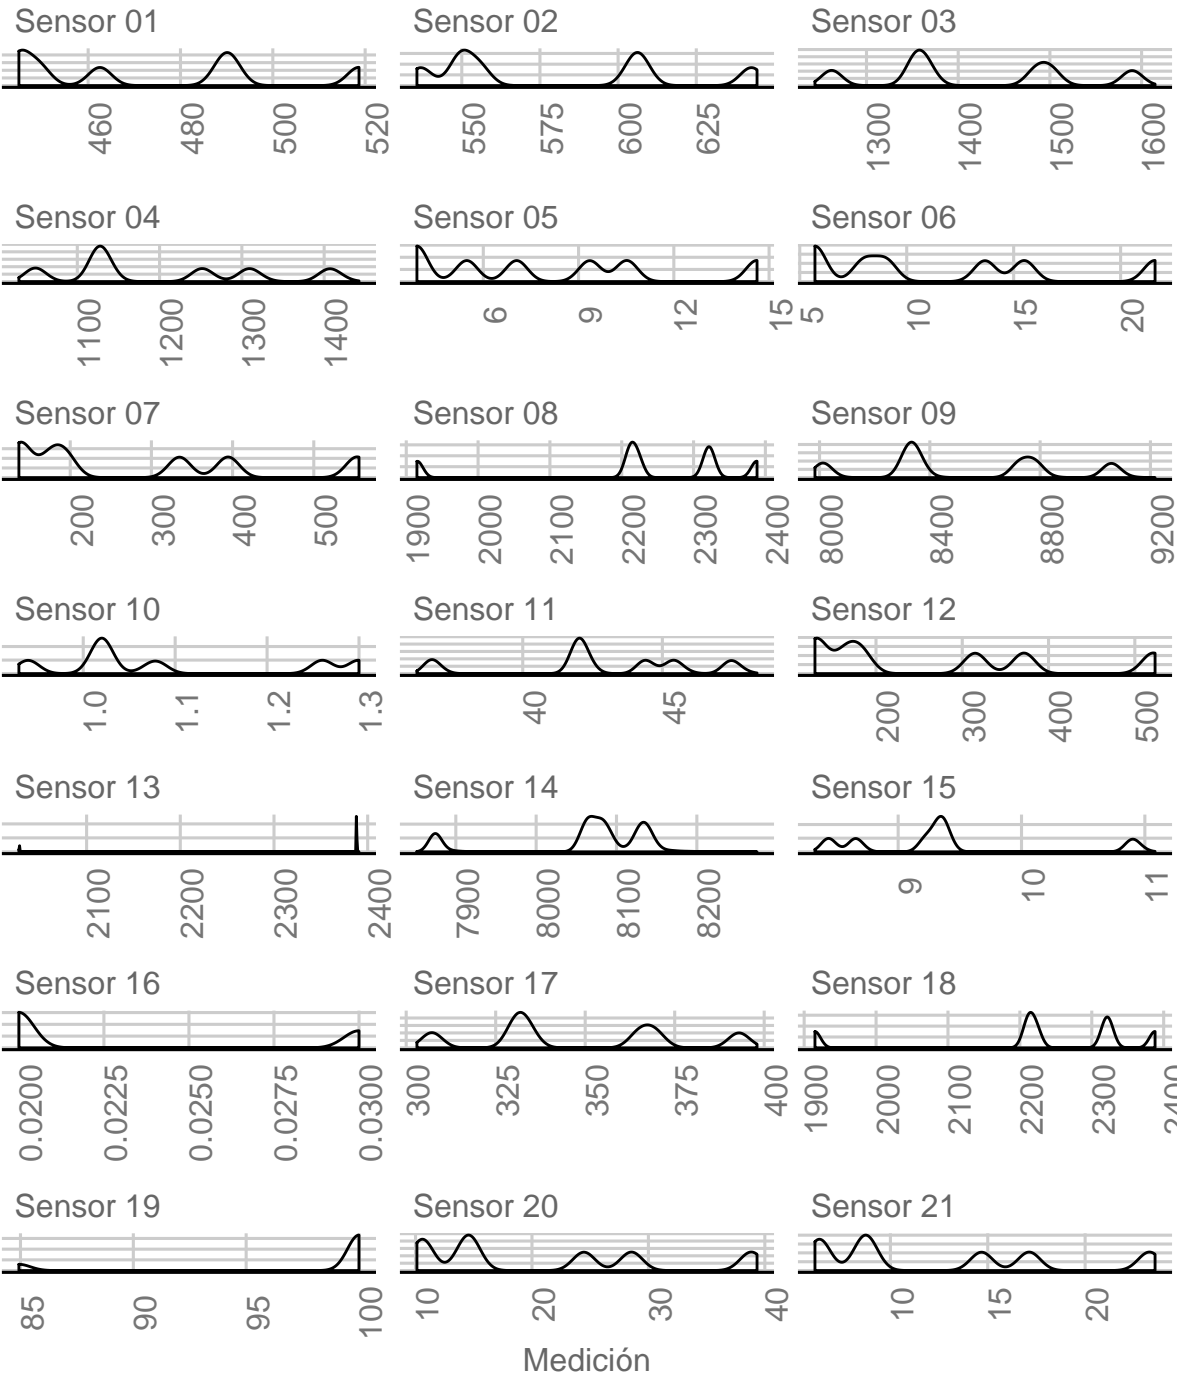 Sensor 01 Sensor 02 Sensor 03
460 480 500 520 550 575 600 625 1300 1400 1500 1600
Sensor 04 Sensor 05 Sensor 06
1100 1200 1300 1400 6 9 12 15 5 10 15 20
Sensor 07 Sensor 08 Sensor 09
200 300 400 500 1900 2000 2100 2200 2300 2400 8000 8400 8800 9200
Sensor 10 Sensor 11 Sensor 12
1.0 1.1 1.2 1.3 40 45 200 300 400 500
Sensor 13 Sensor 14 Sensor 15
2100 2200 2300 2400 7900 8000 8100 8200 9 10 11
Sensor 16 Sensor 17 Sensor 18
0.0200 0.0225 0.0250 0.0275 0.0300 300 325 350 375 400 1900 2000 2100 2200 2300 2400
Sensor 19 Sensor 20 Sensor 21
85 90 95 100 10 20 30 40 10 15 20
Medición